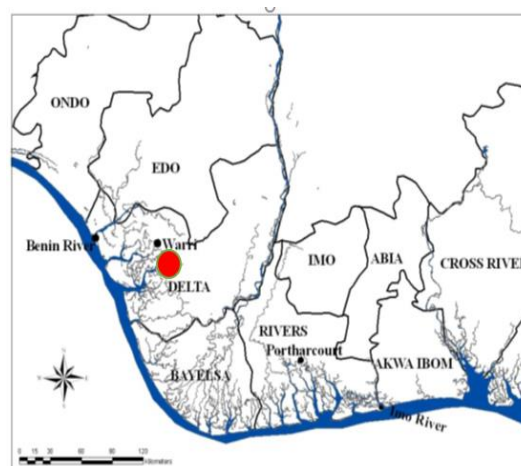 ONDO
EDO
Benin River
Warri
DELTA
IMO
ABIA
CROSS RIVER
RIVERS
Portharcourt
AKWA IBOM
BAYELSA
Imo River
0 15 30 60 90 120
Kilometers